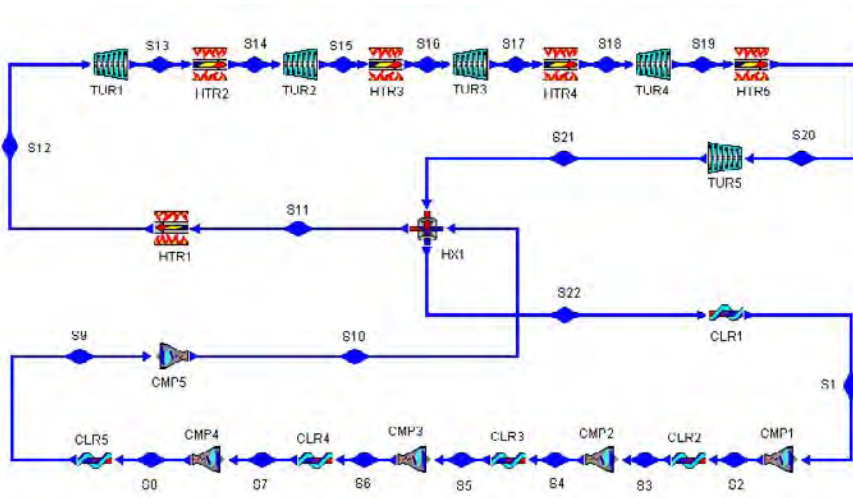 S13 S14 S15 S16 S17 S18 S19
TUR1 HTR2 TUR2 HTR3 TUR3 HTR4 TUR4 HTR5
S12 S21 S20
TUR5
S11
HTR1 HX1
S22
CLR1
S9 S10
CMP5
S1
CLR5 CMP4 CLR4 CMP3 CLR3 CMP2 CLR2 CMP1
S8 S7 S6 S5 S4 S3 S2